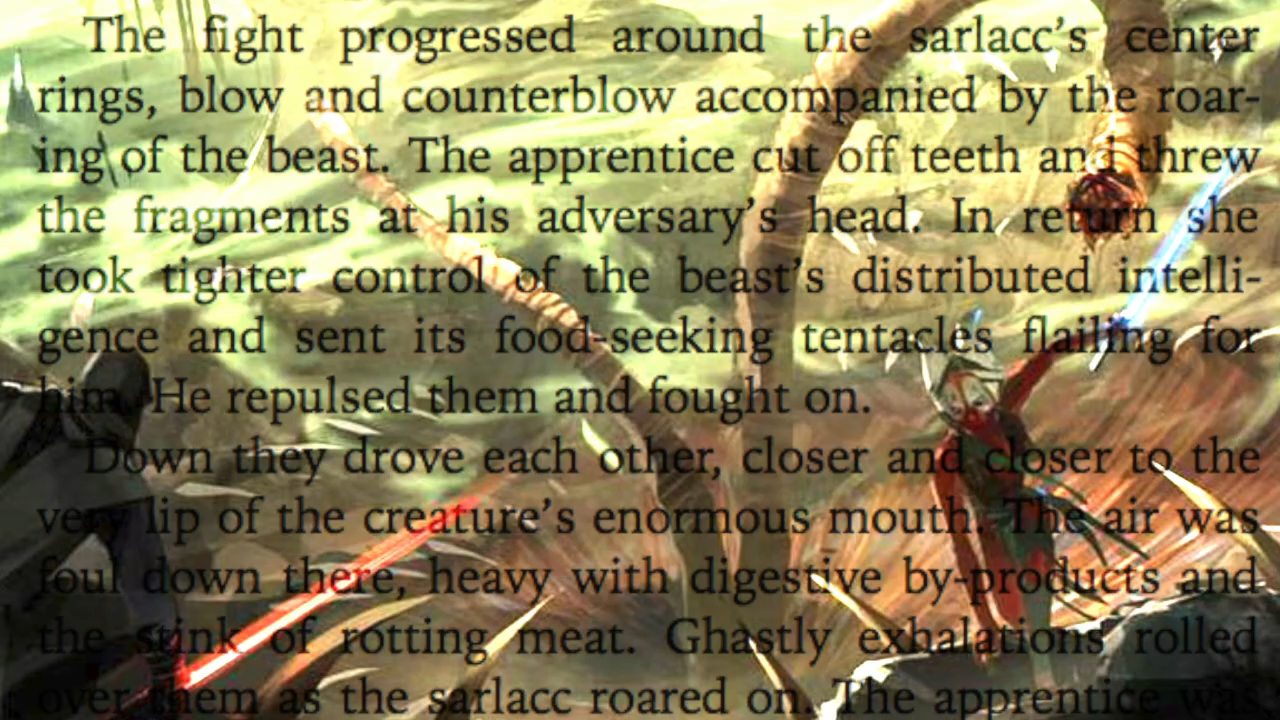 The fight progressed around the sarlacc’s center
rings, blow and counterblow accompanied by the roar-
ing of the beast. The apprentice cut off teeth and threw
the fragments at his adversary’s head. In return she
took tighter control of the beast’s distributed intelli-
gence and sent its food-seeking tentacles flailing for
him. He repulsed them and fought on.
Down they drove each other, closer and closer to the
very lip of the creature’s enormous mouth. The air was
foul down there, heavy with digestive by-products and
the stink of rotting meat. Ghastly exhalations rolled
over them as the sarlacc roared on. The apprentice was